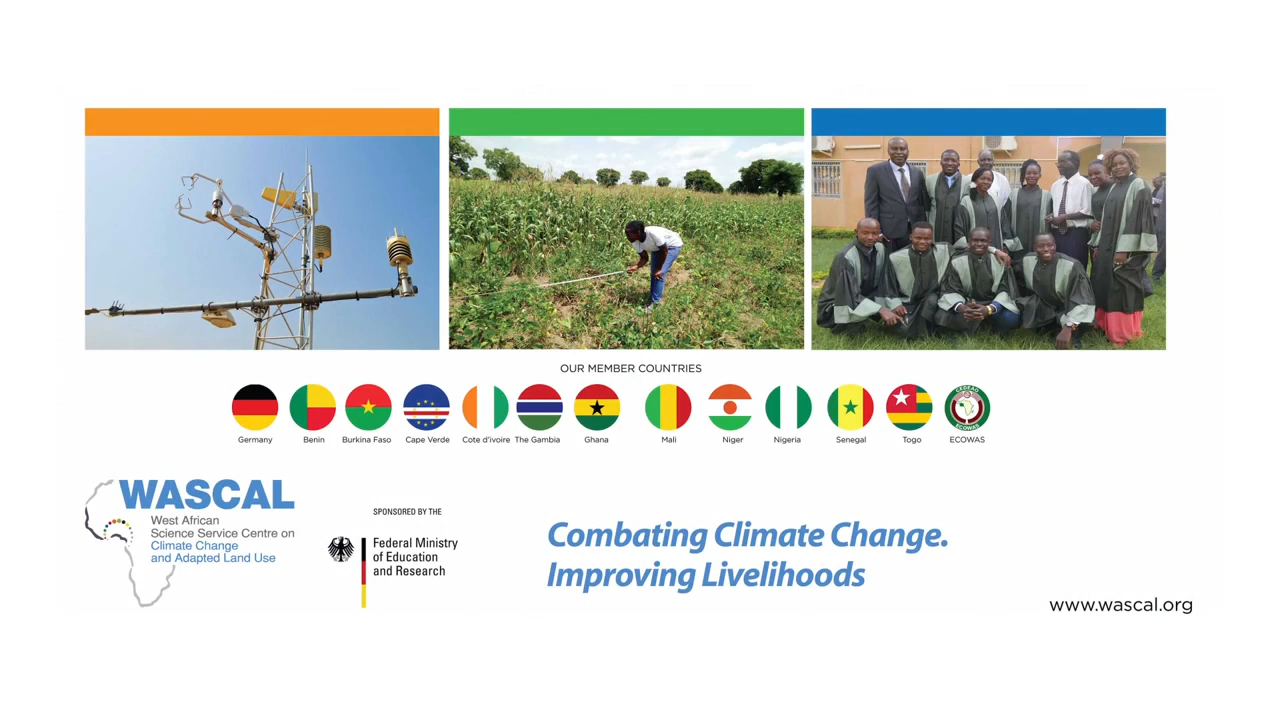 OUR MEMBER COUNTRIES
Germany
Benin
Burkina Faso
Cape Verde
Cote d'ivoire
The Gambia
Ghana
Mali
Niger
Nigeria
Senegal
Togo
CEDEAO
ECOWAS
ECOWAS
WASCAL
West African
Science Service Centre on
Climate Change
and Adapted Land Use
SPONSORED BY THE
Federal Ministry
of Education
and Research
Combating Climate Change.
Improving Livelihoods
www.wascal.org